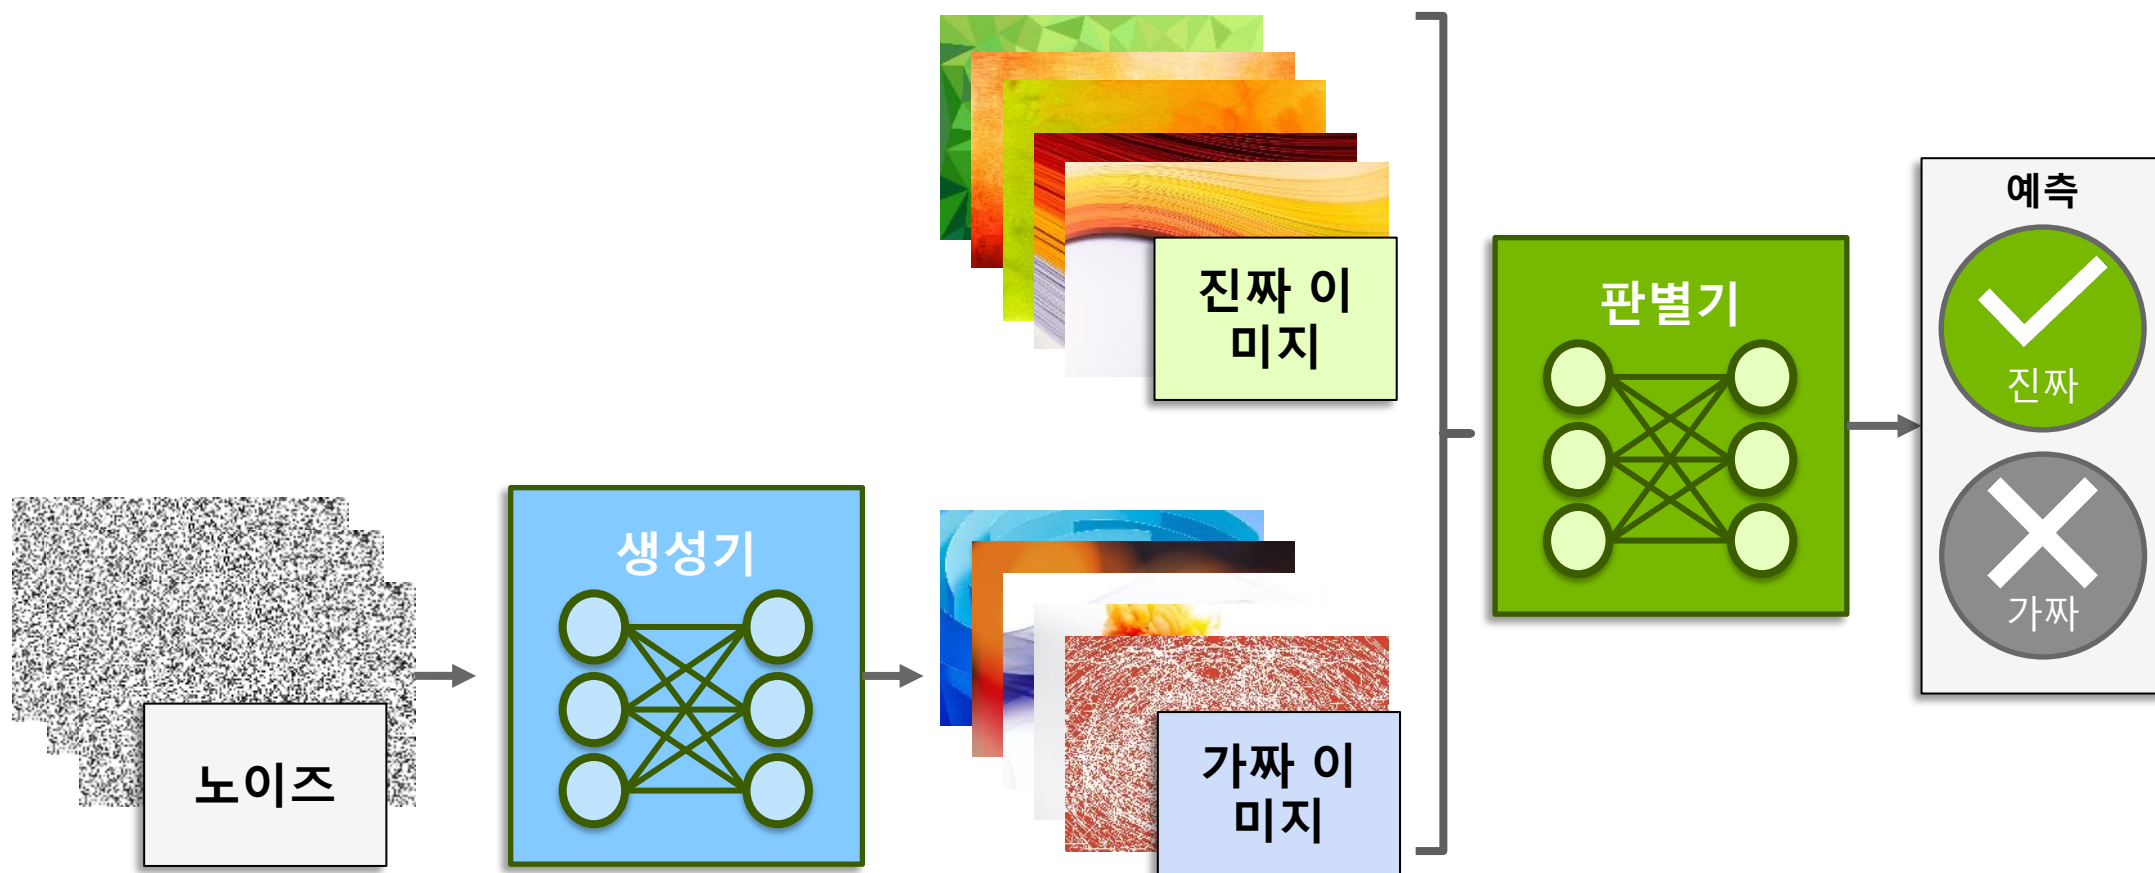 진짜 이
미지
예측
판별기
진짜
가짜
생성기
노이즈
가짜 이
미지